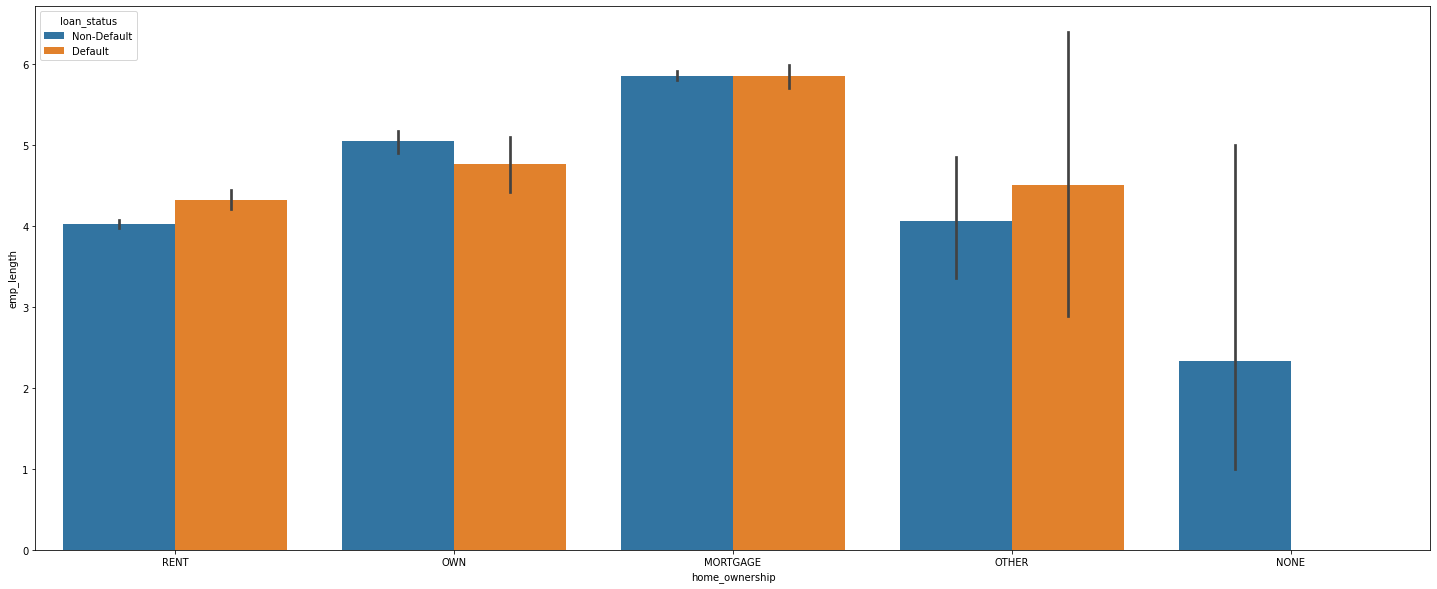 loan_status
Non-Default
Default
6
5
4
3
2
1
0
emp_length
RENT
OWN
MORTGAGE
OTHER
NONE
home_ownership